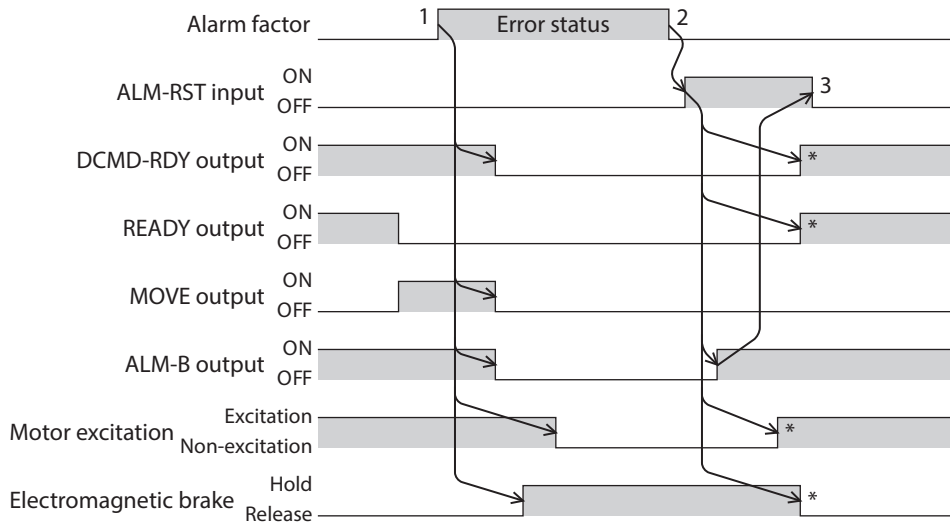 Alarm factor 1 Error status 2
ALM-RST input ON OFF 3
DCMD-RDY output ON OFF *
READY output ON OFF *
MOVE output ON OFF
ALM-B output ON OFF
Motor excitation Excitation Non-excitation *
Electromagnetic brake Hold Release *